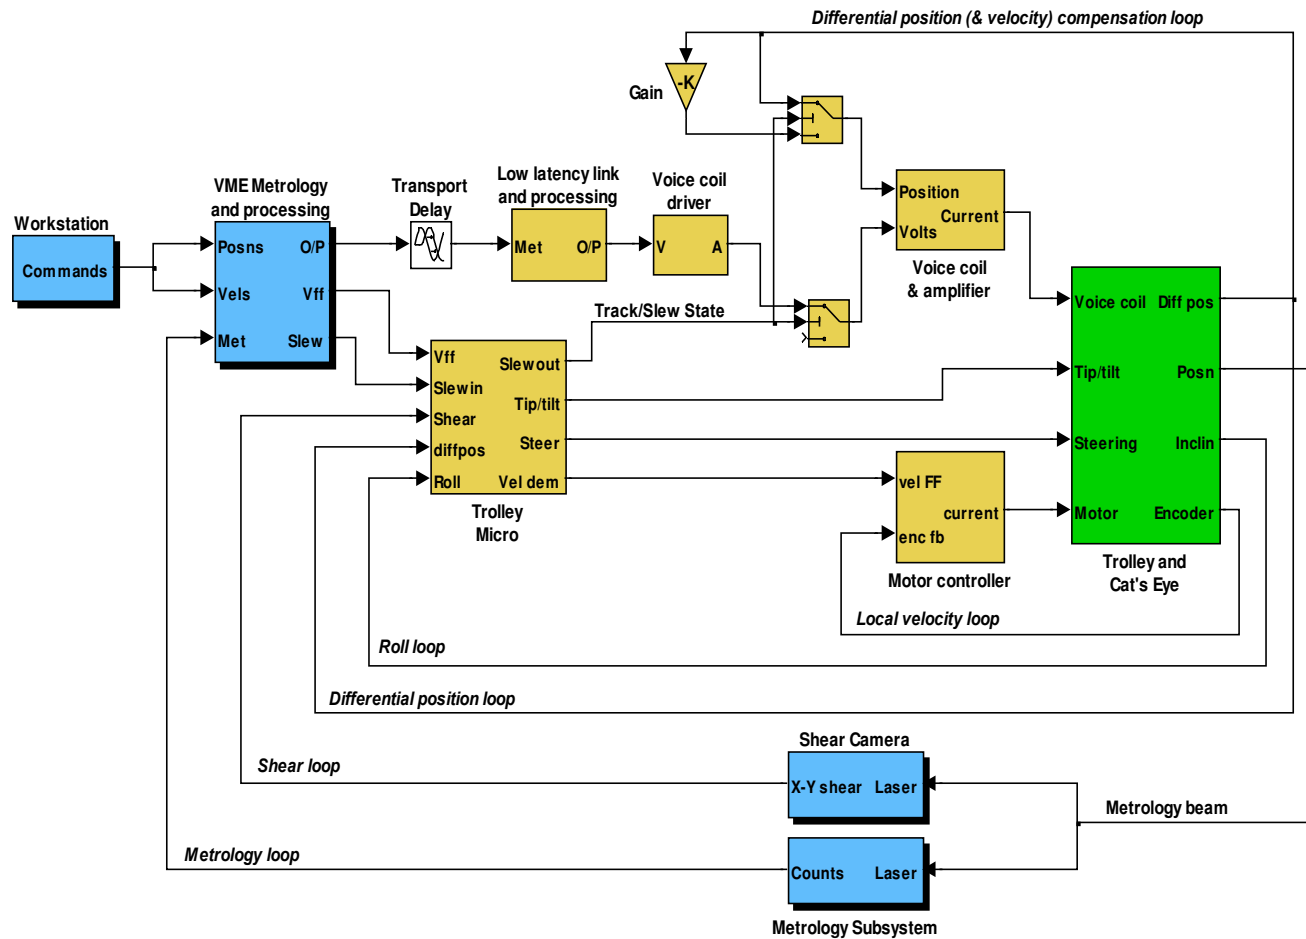 Differential position (& velocity) compensation loop
-K
Gain
Workstation
Commands
VME Metrology
and processing
Posns
O/P
Vels
Vff
Met
Slew
Transport
Delay
Low latency link
and processing
Met
O/P
Voice coil
driver
V
A
Position
Current
Volts
Voice coil
& amplifier
Track/Slew State
Vff
Slewout
Slewin
Tip/tilt
Shear
Steer
diffpos
Roll
Vel dem
Trolley
Micro
vel FF
current
enc fb
Motor controller
Voice coil
Diff pos
Tip/tilt
Posn
Steering
Inclin
Motor
Encoder
Trolley and
Cat's Eye
Local velocity loop
Roll loop
Differential position loop
Shear Camera
X-Y shear
Laser
Shear loop
Metrology beam
Metrology loop
Counts
Laser
Metrology Subsystem